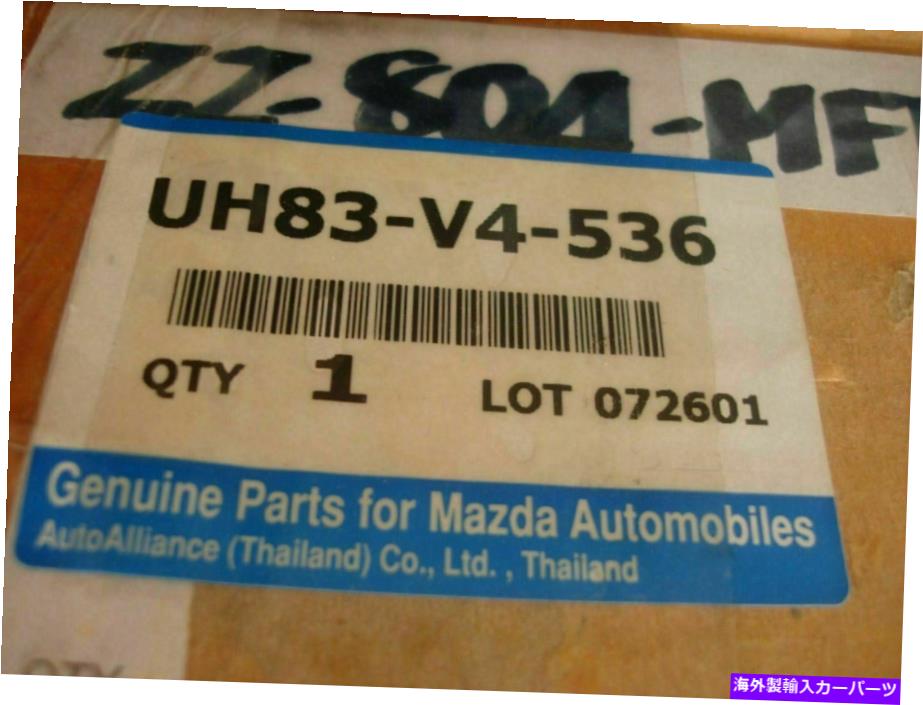 ZZ-804-MF
UH83-V4-536
QTY 1 LOT 072601
Genuine Parts for Mazda Automobiles
AutoAlliance (Thailand) Co., Ltd. , Thailand
QTY
海外製輸入カーパーツ